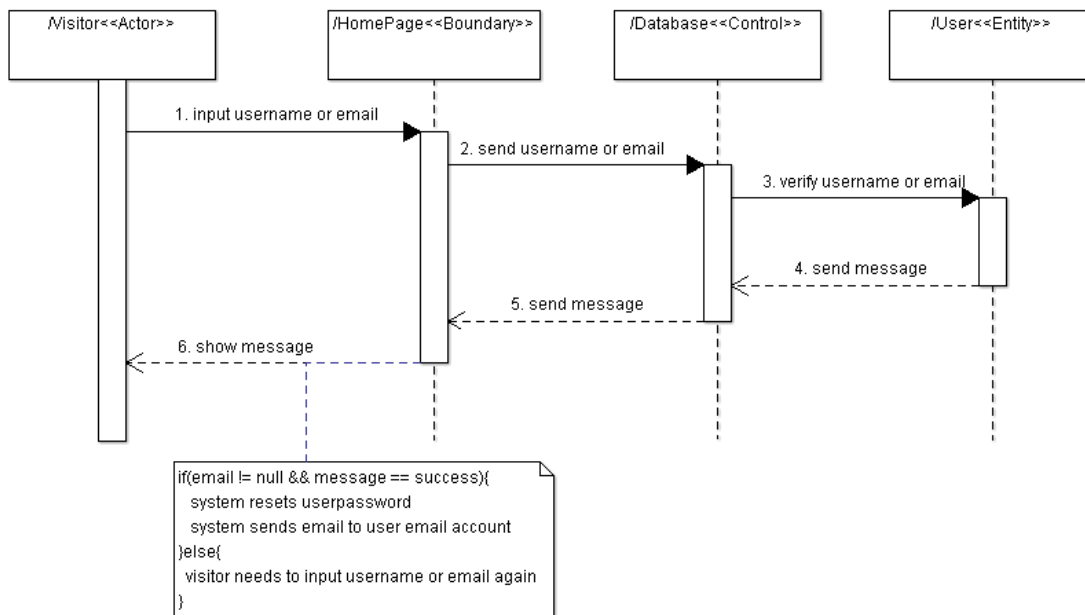 /Visitor<<Actor>>
/HomePage<<Boundary>>
/Database<<Control>>
/User<<Entity>>
1. input username or email
2. send username or email
3. verify username or email
4. send message
5. send message
6. show message
if(email != null && message == success){
system resets userpassword
system sends email to user email account
}else{
visitor needs to input username or email again
}